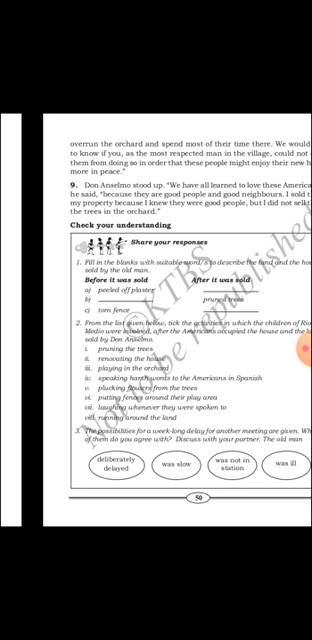 overrun the orchard and spend most of their time there. We would
to know if you, as the most respected man in the village, could not
them from doing so in order that these people might enjoy their new h
more in peace."
9. Don Anselmo stood up. "We have all learned to love these America
he said, "because they are good people and good neighbours. I sold t
my property because I knew they were good people, but I did not sell t
the trees in the orchard."
Check your understanding
Share your responses
1. Fill in the blanks with suitable word/s to describe the land and the hou
sold by the old man.
Before it was sold After it was sold
a) peeled off plaster
b) pruned trees
c) torn fence
2. From the list given below, tick the activities in which the children of Rio
Medio were involved, after the Americans occupied the house and the l
sold by Don Anselmo.
i. pruning the trees
ii. renovating the house
iii. playing in the orchard
iv. speaking harsh words to the Americans in Spanish
v. plucking flowers from the trees
vi. putting fences around their play area
vii. laughing whenever they were spoken to
viii. running around the land
3. The possibilities for a week-long delay for another meeting are given. Wh
of them do you agree with? Discuss with your partner. The old man
deliberately delayed
was slow
was not in station
was ill
50
©KTBS
Not to be republished